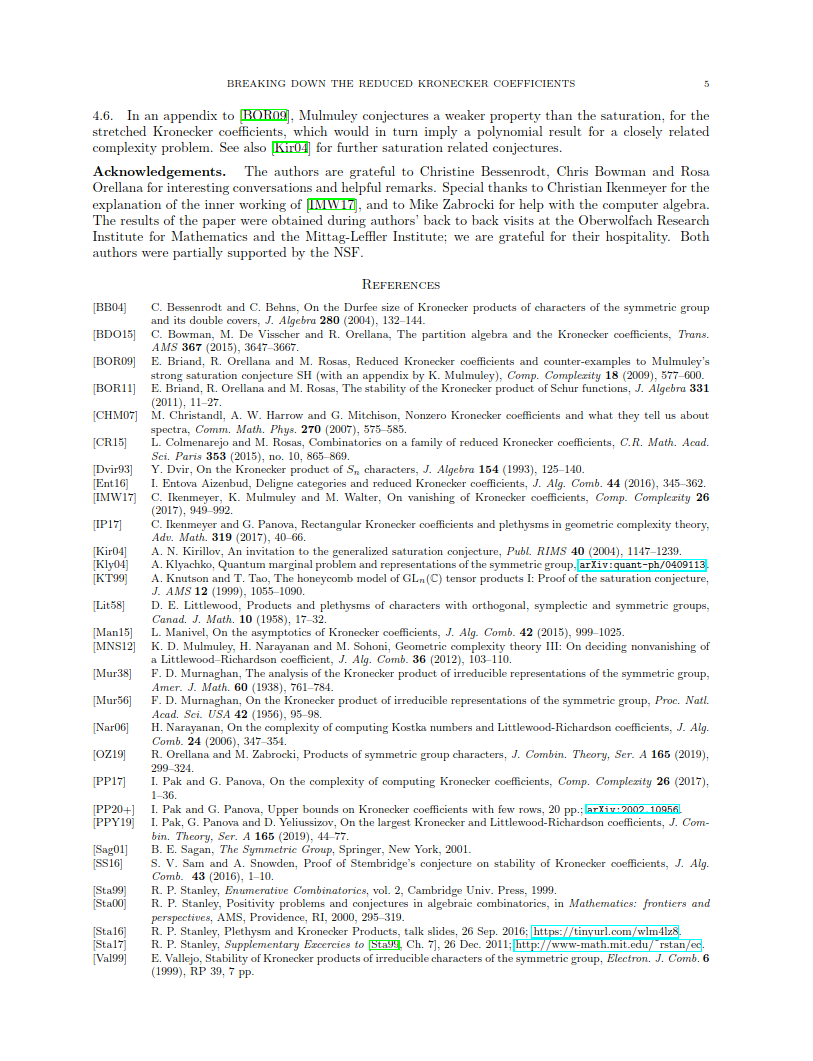 BREAKING DOWN THE REDUCED KRONECKER COEFFICIENTS 5
4.6. In an appendix to [BOR09], Mulmuley conjectures a weaker property than the saturation, for the
stretched Kronecker coefficients, which would in turn imply a polynomial result for a closely related
complexity problem. See also [Kir04] for further saturation related conjectures.
Acknowledgements. The authors are grateful to Christine Bessenrodt, Chris Bowman and Rosa
Orellana for interesting conversations and helpful remarks. Special thanks to Christian Ikenmeyer for the
explanation of the inner working of [IMW17], and to Mike Zabrocki for help with the computer algebra.
The results of the paper were obtained during authors' back to back visits at the Oberwolfach Research
Institute for Mathematics and the Mittag-Leffler Institute; we are grateful for their hospitality. Both
authors were partially supported by the NSF.
References
[BB04] C. Bessenrodt and C. Behns, On the Durfee size of Kronecker products of characters of the symmetric group
and its double covers, J. Algebra 280 (2004), 132–144.
[BDO15] C. Bowman, M. De Visscher and R. Orellana, The partition algebra and the Kronecker coefficients, Trans.
AMS 367 (2015), 3647–3667.
[BOR09] E. Briand, R. Orellana and M. Rosas, Reduced Kronecker coefficients and counter-examples to Mulmuley's
strong saturation conjecture SH (with an appendix by K. Mulmuley), Comp. Complexity 18 (2009), 577–600.
[BOR11] E. Briand, R. Orellana and M. Rosas, The stability of the Kronecker product of Schur functions, J. Algebra 331
(2011), 11–27.
[CHM07] M. Christandl, A. W. Harrow and G. Mitchison, Nonzero Kronecker coefficients and what they tell us about
spectra, Comm. Math. Phys. 270 (2007), 575–585.
[CR15] L. Colmenarejo and M. Rosas, Combinatorics on a family of reduced Kronecker coefficients, C.R. Math. Acad.
Sci. Paris 353 (2015), no. 10, 865–869.
[Dvir93] Y. Dvir, On the Kronecker product of Sn characters, J. Algebra 154 (1993), 125–140.
[Ent16] I. Entova Aizenbud, Deligne categories and reduced Kronecker coefficients, J. Alg. Comb. 44 (2016), 345–362.
[IMW17] C. Ikenmeyer, K. Mulmuley and M. Walter, On vanishing of Kronecker coefficients, Comp. Complexity 26
(2017), 949–992.
[IP17] C. Ikenmeyer and G. Panova, Rectangular Kronecker coefficients and plethysms in geometric complexity theory,
Adv. Math. 319 (2017), 40–66.
[Kir04] A. N. Kirillov, An invitation to the generalized saturation conjecture, Publ. RIMS 40 (2004), 1147–1239.
[Kly04] A. Klyachko, Quantum marginal problem and representations of the symmetric group, arXiv:quant-ph/0409113.
[KT99] A. Knutson and T. Tao, The honeycomb model of GLn(ℂ) tensor products I: Proof of the saturation conjecture,
J. AMS 12 (1999), 1055–1090.
[Lit58] D. E. Littlewood, Products and plethysms of characters with orthogonal, symplectic and symmetric groups,
Canad. J. Math. 10 (1958), 17–32.
[Man15] L. Manivel, On the asymptotics of Kronecker coefficients, J. Alg. Comb. 42 (2015), 999–1025.
[MNS12] K. D. Mulmuley, H. Narayanan and M. Sohoni, Geometric complexity theory III: On deciding nonvanishing of
a Littlewood–Richardson coefficient, J. Alg. Comb. 36 (2012), 103–110.
[Mur38] F. D. Murnaghan, The analysis of the Kronecker product of irreducible representations of the symmetric group,
Amer. J. Math. 60 (1938), 761–784.
[Mur56] F. D. Murnaghan, On the Kronecker product of irreducible representations of the symmetric group, Proc. Natl.
Acad. Sci. USA 42 (1956), 95–98.
[Nar06] H. Narayanan, On the complexity of computing Kostka numbers and Littlewood-Richardson coefficients, J. Alg.
Comb. 24 (2006), 347–354.
[OZ19] R. Orellana and M. Zabrocki, Products of symmetric group characters, J. Combin. Theory, Ser. A 165 (2019),
299–324.
[PP17] I. Pak and G. Panova, On the complexity of computing Kronecker coefficients, Comp. Complexity 26 (2017),
1–36.
[PP20+] I. Pak and G. Panova, Upper bounds on Kronecker coefficients with few rows, 20 pp.; arXiv:2002.10956.
[PPY19] I. Pak, G. Panova and D. Yeliussizov, On the largest Kronecker and Littlewood-Richardson coefficients, J. Com-
bin. Theory, Ser. A 165 (2019), 44–77.
[Sag01] B. E. Sagan, The Symmetric Group, Springer, New York, 2001.
[SS16] S. V. Sam and A. Snowden, Proof of Stembridge's conjecture on stability of Kronecker coefficients, J. Alg.
Comb. 43 (2016), 1–10.
[Sta99] R. P. Stanley, Enumerative Combinatorics, vol. 2, Cambridge Univ. Press, 1999.
[Sta00] R. P. Stanley, Positivity problems and conjectures in algebraic combinatorics, in Mathematics: frontiers and
perspectives, AMS, Providence, RI, 2000, 295–319.
[Sta16] R. P. Stanley, Plethysm and Kronecker Products, talk slides, 26 Sep. 2016; https://tinyurl.com/wlm4lz8.
[Sta17] R. P. Stanley, Supplementary Excercies to [Sta99, Ch. 7], 26 Dec. 2011; http://www-math.mit.edu/~rstan/ec.
[Val99] E. Vallejo, Stability of Kronecker products of irreducible characters of the symmetric group, Electron. J. Comb. 6
(1999), RP 39, 7 pp.